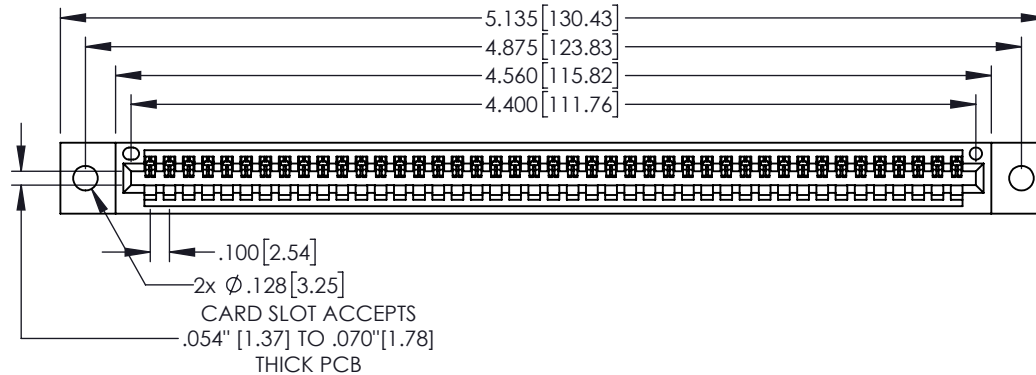 5.135[130.43]
4.875[123.83]
4.560[115.82]
4.400[111.76]
.100[2.54]
2x Ø.128[3.25]
CARD SLOT ACCEPTS
.054" [1.37] TO .070"[1.78]
THICK PCB